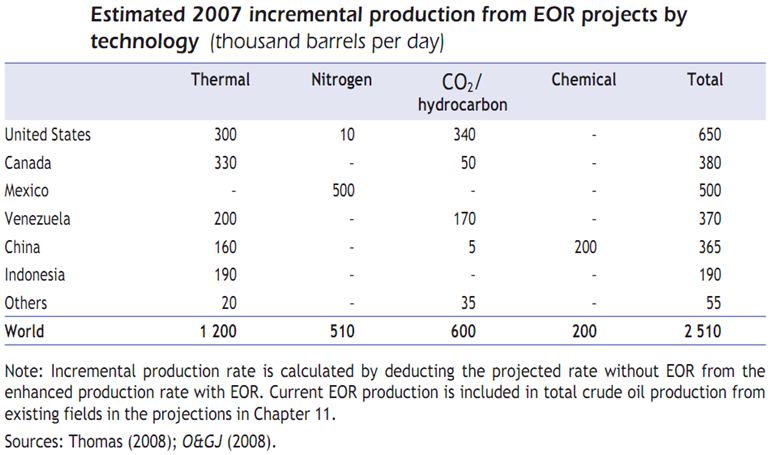 Estimated 2007 incremental production from EOR projects by
technology (thousand barrels per day)
Thermal Nitrogen CO2/ Chemical Total
hydrocarbon
United States 300 10 340 - 650
Canada 330 - 50 - 380
Mexico - 500 - - 500
Venezuela 200 - 170 - 370
China 160 - 5 200 365
Indonesia 190 - - - 190
Others 20 - 35 - 55
World 1 200 510 600 200 2 510
Note: Incremental production rate is calculated by deducting the projected rate without EOR from the
enhanced production rate with EOR. Current EOR production is included in total crude oil production from
existing fields in the projections in Chapter 11.
Sources: Thomas (2008); O&GJ (2008).